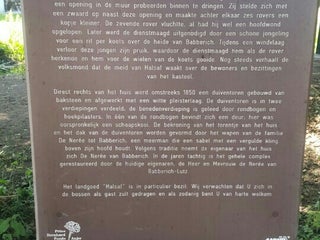 een opening in de muur probeerden binnen te dringen. Zij stelde zich met
een zwaard op naast deze opening en maakte achter elkaar zes rovers een
kopje kleiner. De zevende rover vluchtte, al had hij wel een hoofdwond
opgelopen. Later werd de dienstmaagd uitgenodigd door een schone jongeling
voor een rit per koets over de heide van Babberich. Tijdens een windvlaag
verloor deze jongen zijn pruik, waardoor de dienstmaagd hem als de rover
herkende en hem voor de wielen van de koets gooide. Nog steeds verhaalt de
volksmond dat de meid van Halsaf waakt over de bewoners en bezittingen
van het kasteel.
Direct rechts van het huis werd omstreeks 1850 een duiventoren gebouwd van
baksteen en afgewerkt met een witte pleisterlaag. De duiventoren is in twee
verdiepingen verdeeld, de benedenverdieping is geleed door rondbogen en
hoekpilasters. In één van de rondbogen bevindt zich een deur, hier was
oorspronkelijk een schaapskooi. De bekroning van de torentje van het huis
en het dak van de duiventoren worden gevormd door het wapen van de familie
De Nerée tot Babberich, een meerman die een sabel met een vergulde kling
boven zijn hoofd houdt. Volgens traditie noemt de eigenaar van het huis
zich De Nerée van Babberich. In de jaren tachtig is het gehele complex
gerestaureerd door de huidige eigenaren, de Heer en Mevrouw de Nerée van
Babberich-Lutz.
Het landgoed "Halsaf" is in particulier bezit. Wij verwachten dat U zich in
de bossen als gast zult gedragen en als zodanig bent U van harte welkom.
Prins
Bernhard
Fonds